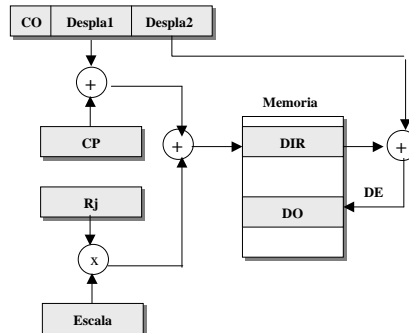 CO Despla1 Despla2
+
Memoria
CP
+
DIR
+
Rj
DE
DO
x
Escala